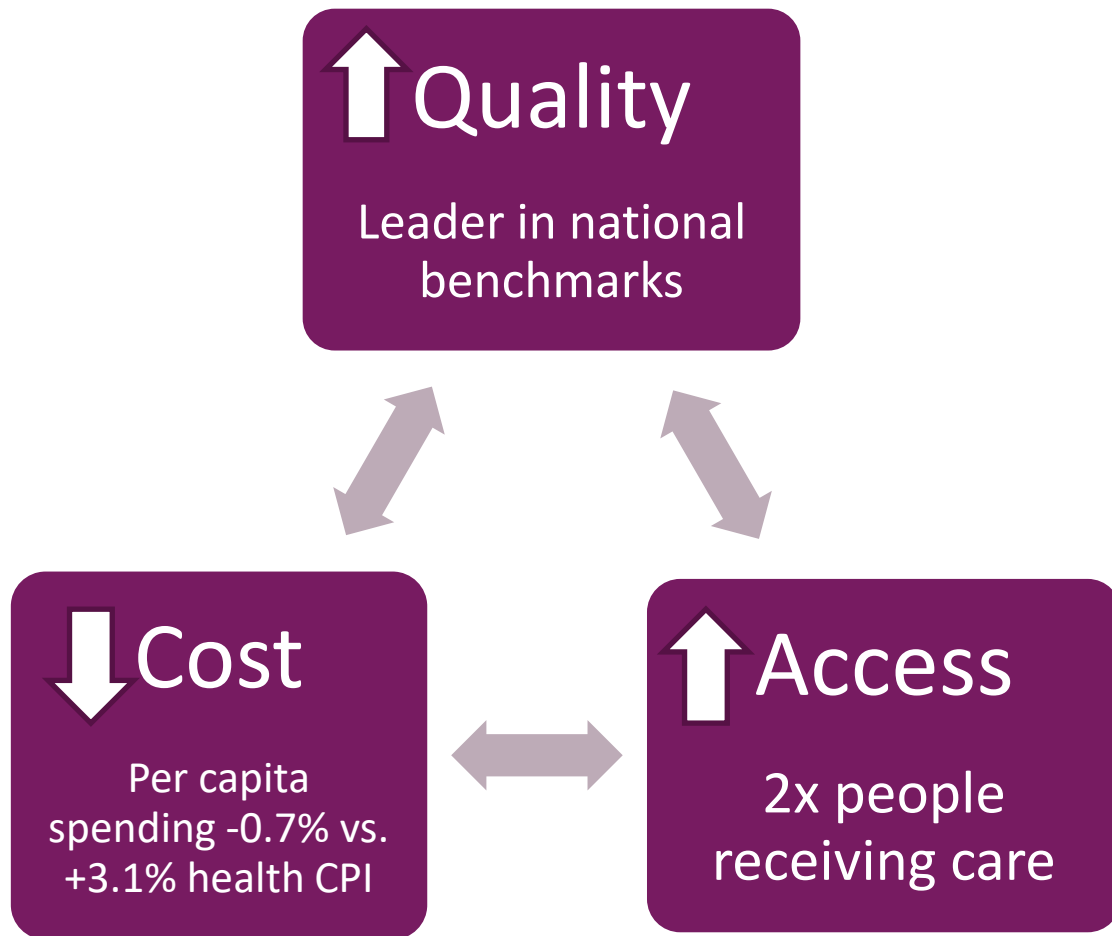 Quality
Leader in national
benchmarks
Cost
Per capita
spending -0.7% vs.
+3.1% health CPI
Access
2x people
receiving care